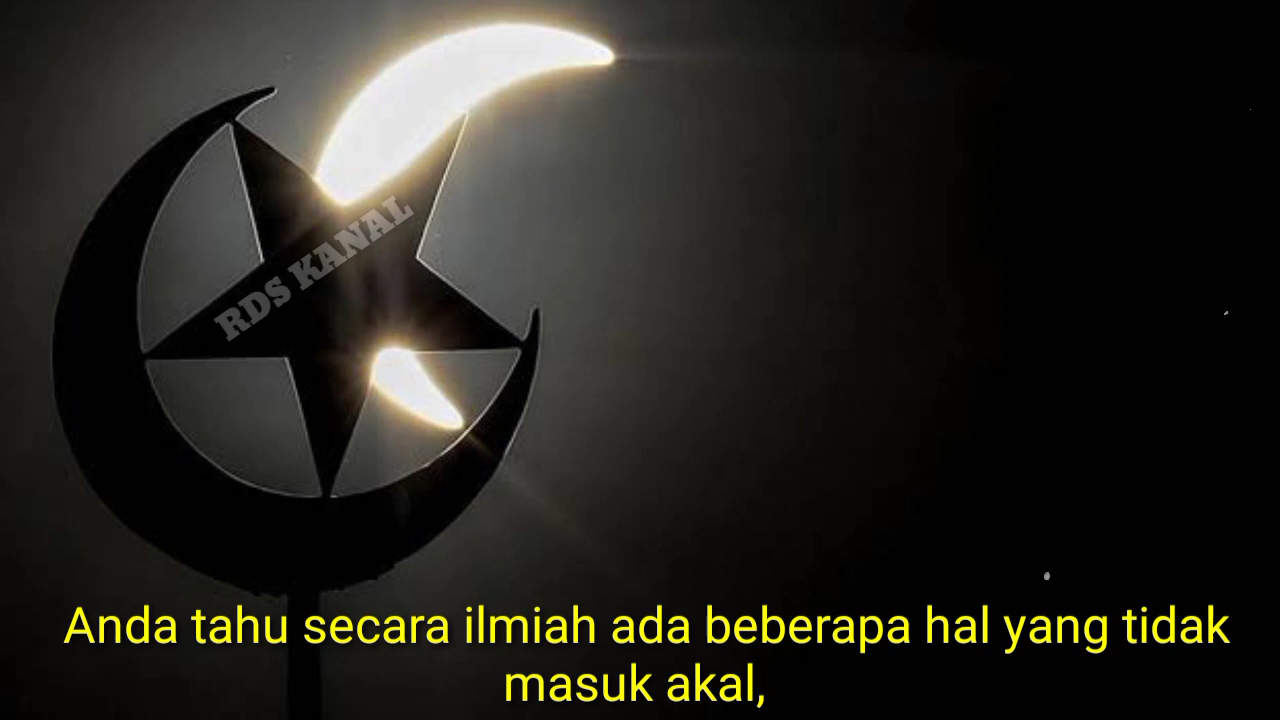 RDS KANAL
Anda tahu secara ilmiah ada beberapa hal yang tidak
masuk akal,